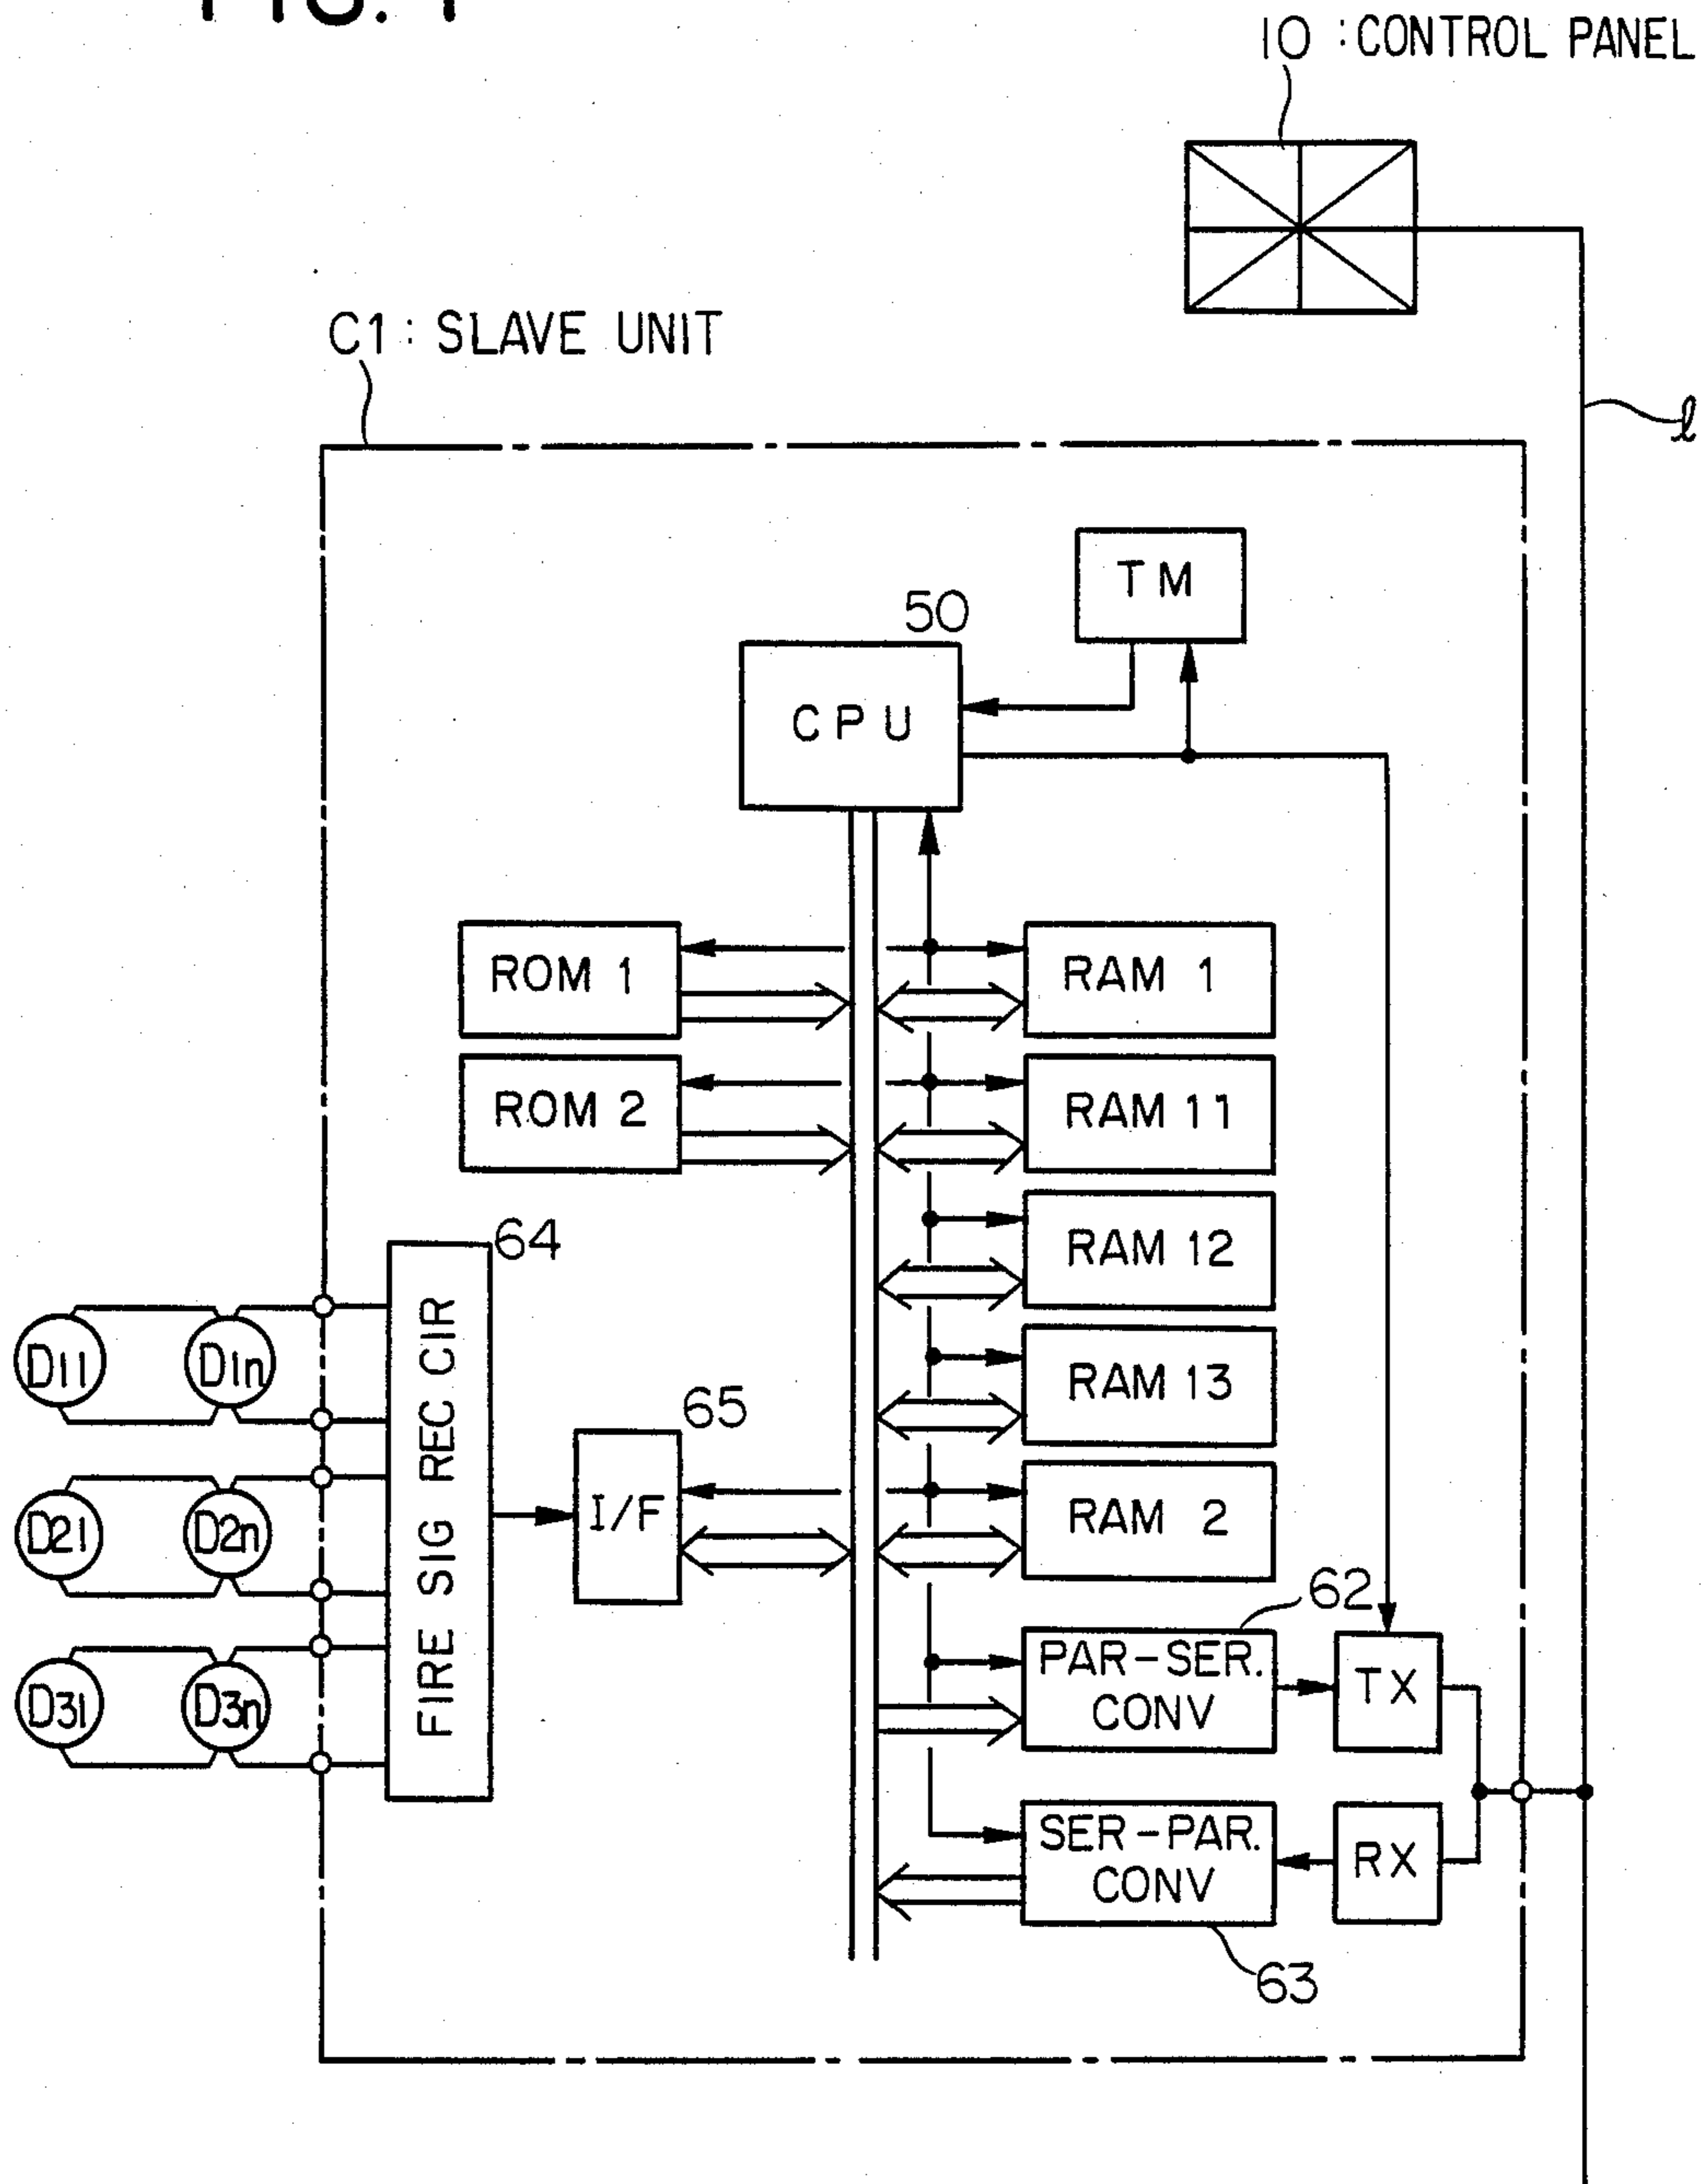 10 : CONTROL PANEL
C1 : SLAVE UNIT
l
TM
50
CPU
ROM 1
RAM 1
ROM 2
RAM 11
64
RAM 12
D11
D1n
FIRE SIG REC CIR
RAM 13
65
I/F
RAM 2
D21
D2n
62
PAR-SER.
CONV
TX
D31
D3n
SER-PAR.
CONV
RX
63